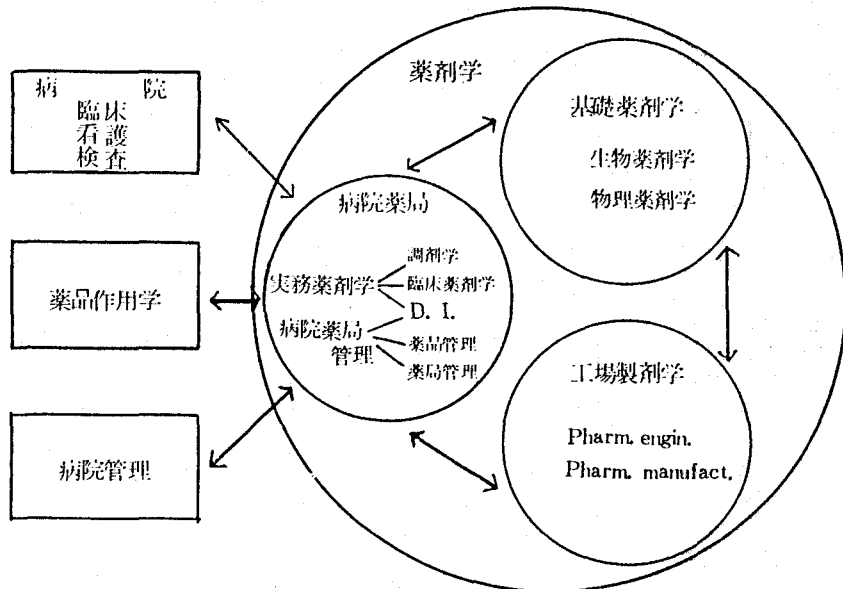 病院
臨床
看護
検査
薬品作用学
病院管理
薬剤学
病院薬局
実務薬剤学
調剤学
臨床薬剤学
D. I.
病院薬局
管理
薬品管理
薬局管理
基礎薬剤学
生物薬剤学
物理薬剤学
工場製剤学
Pharm. engin.
Pharm. manufact.